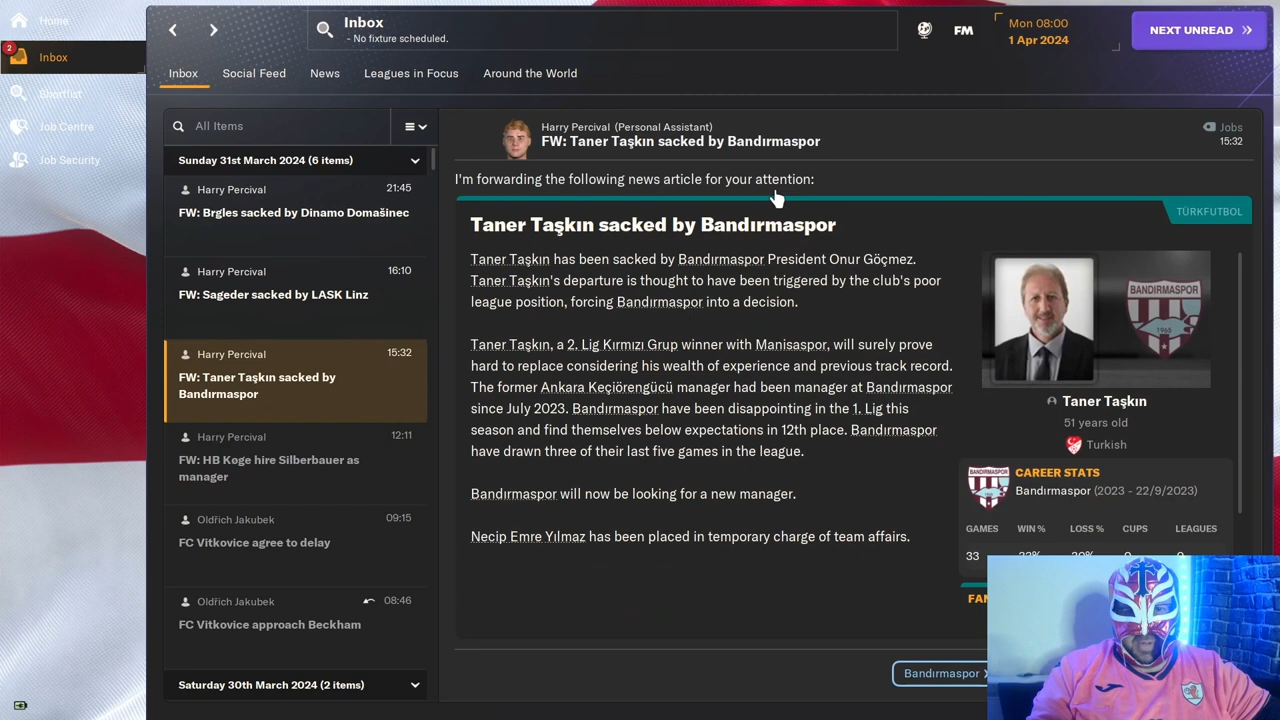 Home
2
Inbox
Shortlist
Job Centre
Job Security
Inbox
- No fixture scheduled.
FM
Mon 08:00
1 Apr 2024
NEXT UNREAD
Inbox
Social Feed
News
Leagues in Focus
Around the World
All Items
Sunday 31st March 2024 (6 items)
Harry Percival
21:45
FW: Brgles sacked by Dinamo Domašinec
Harry Percival
16:10
FW: Sageder sacked by LASK Linz
Harry Percival
15:32
FW: Taner Taşkın sacked by
Bandırmaspor
Harry Percival
12:11
FW: HB Køge hire Silberbauer as
manager
Oldřich Jakubek
09:15
FC Vitkovice agree to delay
Oldřich Jakubek
08:46
FC Vitkovice approach Beckham
Saturday 30th March 2024 (2 items)
Harry Percival (Personal Assistant)
FW: Taner Taşkın sacked by Bandırmaspor
Jobs
15:32
I'm forwarding the following news article for your attention:
TÜRKFUTBOL
Taner Taşkın sacked by Bandırmaspor
Taner Taşkın has been sacked by Bandırmaspor President Onur Göçmez.
Taner Taşkın's departure is thought to have been triggered by the club's poor
league position, forcing Bandırmaspor into a decision.
Taner Taşkın, a 2. Lig Kırmızı Grup winner with Manisaspor, will surely prove
hard to replace considering his wealth of experience and previous track record.
The former Ankara Keçiörengücü manager had been manager at Bandırmaspor
since July 2023. Bandırmaspor have been disappointing in the 1. Lig this
season and find themselves below expectations in 12th place. Bandırmaspor
have drawn three of their last five games in the league.
Bandırmaspor will now be looking for a new manager.
Necip Emre Yılmaz has been placed in temporary charge of team affairs.
BANDIRMASPOR
1965
Taner Taşkın
51 years old
Turkish
CAREER STATS
Bandırmaspor (2023 - 22/9/2023)
GAMES
WIN %
LOSS %
CUPS
LEAGUES
33
FAN
Bandırmaspor